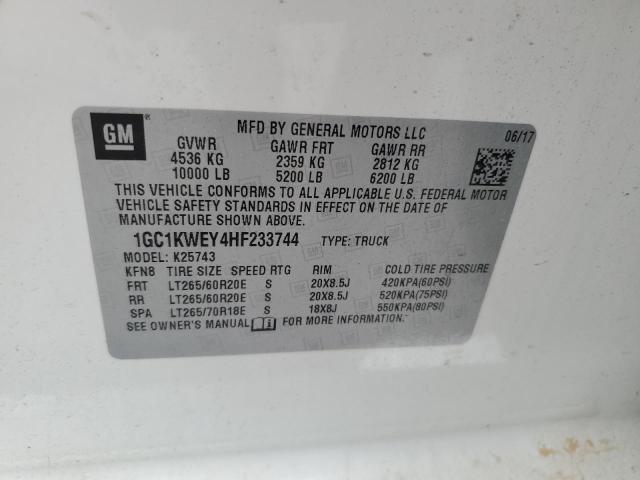 GM ®
MFD BY GENERAL MOTORS LLC 06/17
GVWR GAWR FRT GAWR RR
4536 KG 2359 KG 2812 KG
10000 LB 5200 LB 6200 LB
THIS VEHICLE CONFORMS TO ALL APPLICABLE U.S. FEDERAL MOTOR
VEHICLE SAFETY STANDARDS IN EFFECT ON THE DATE OF
MANUFACTURE SHOWN ABOVE.
1GC1KWEY4HF233744 TYPE: TRUCK
MODEL: K25743
KFN8 TIRE SIZE SPEED RTG RIM COLD TIRE PRESSURE
FRT LT265/60R20E S 20X8.5J 420KPA(60PSI)
RR LT265/60R20E S 20X8.5J 520KPA(75PSI)
SPA LT265/70R18E S 18X8J 550KPA(80PSI)
SEE OWNER'S MANUAL FOR MORE INFORMATION.